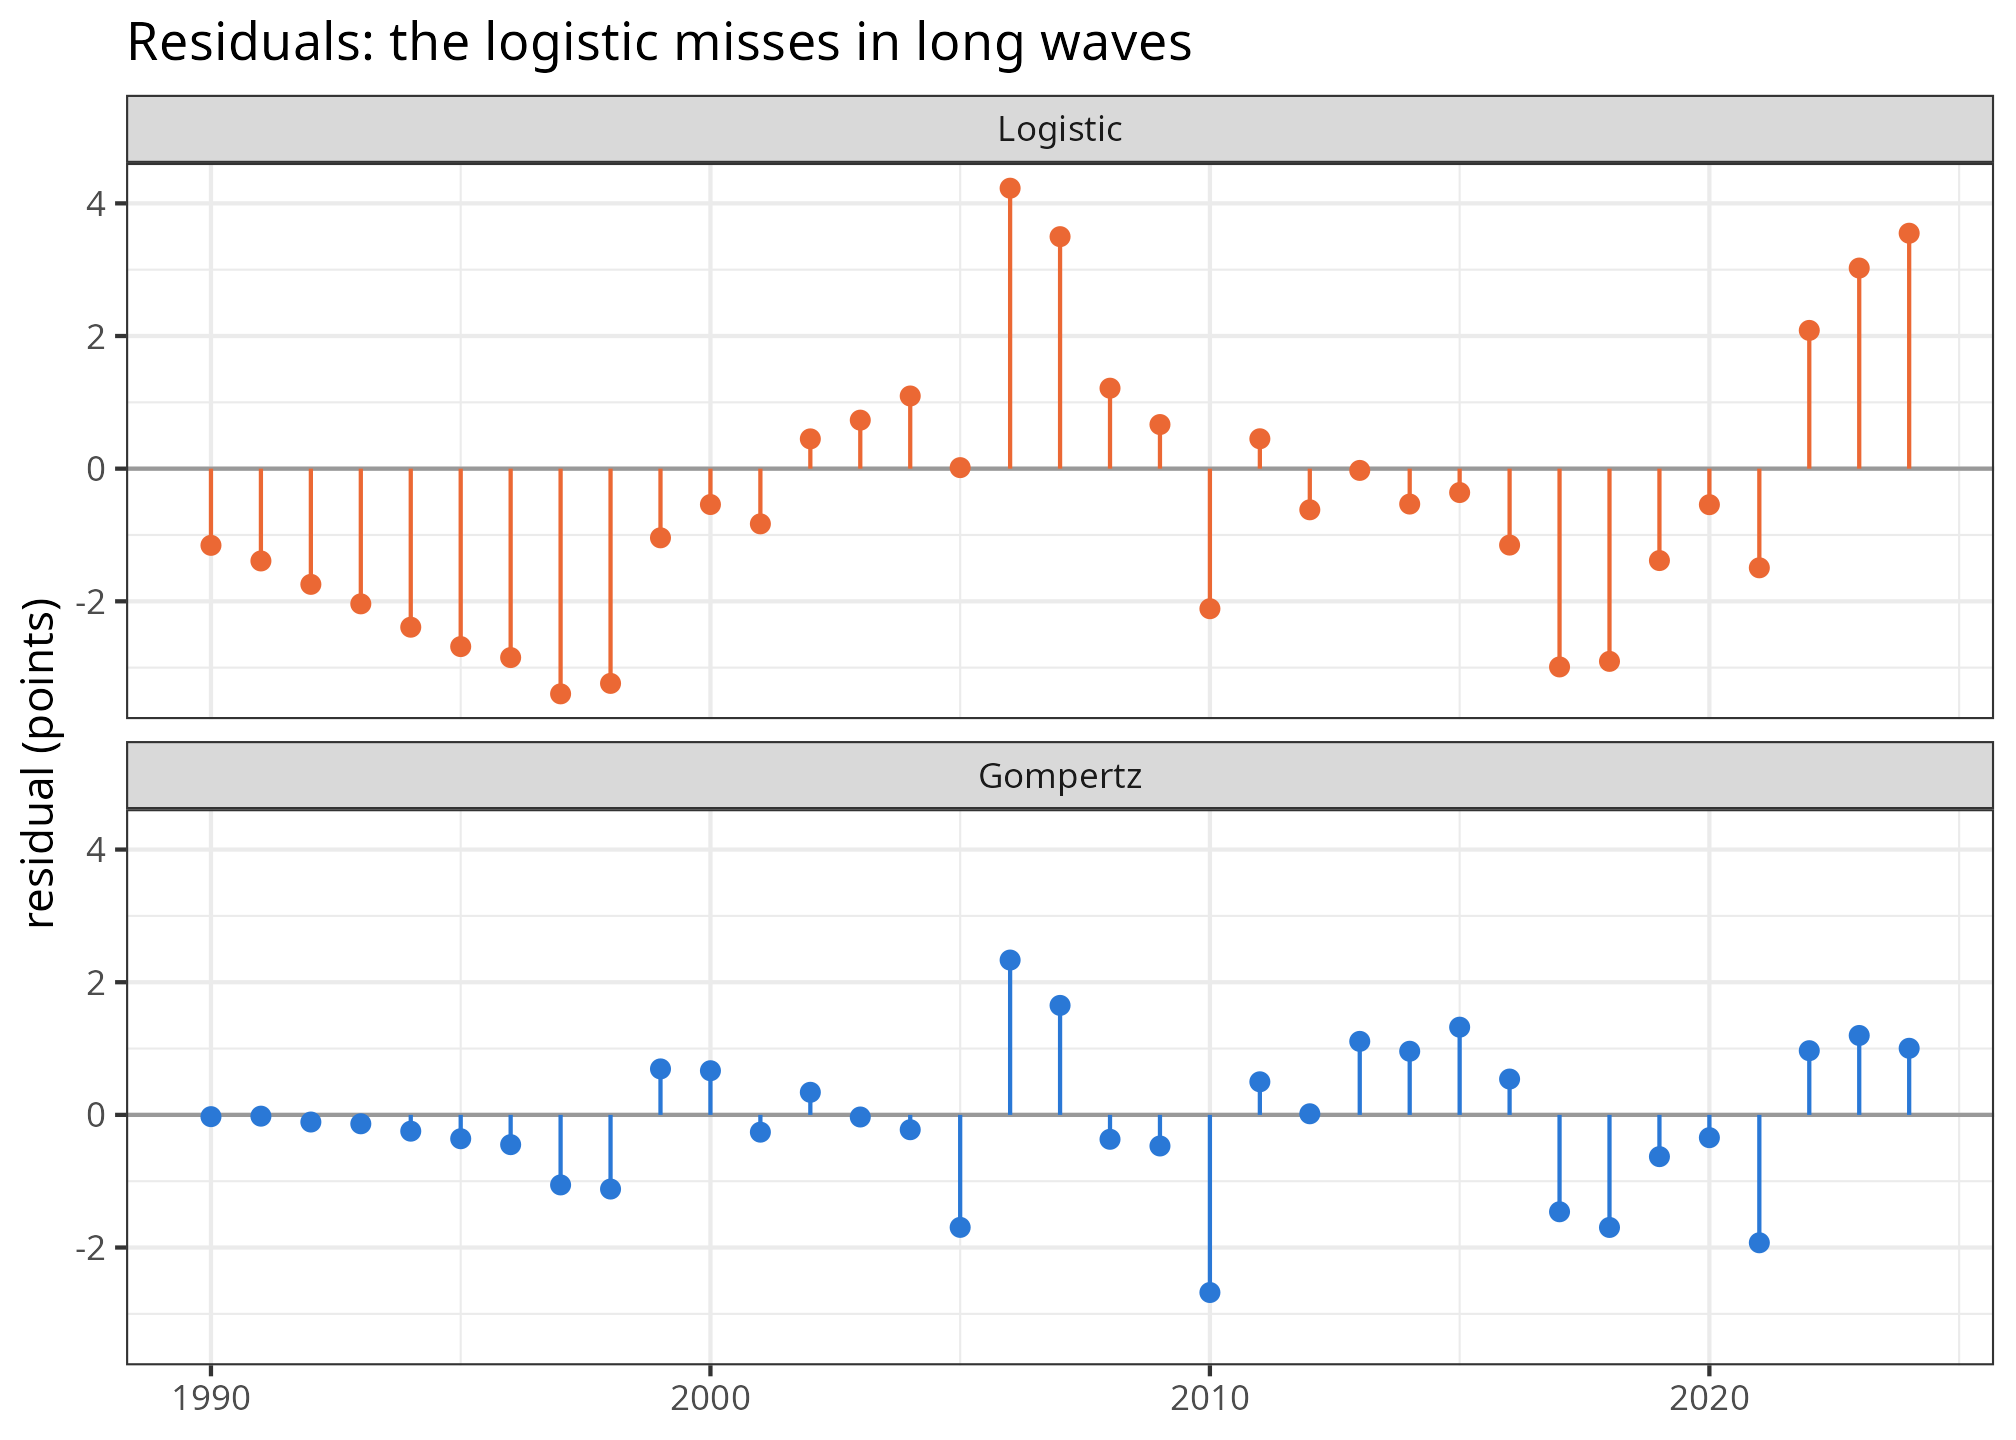 Residuals: the logistic misses in long waves
Logistic
4
2
0
-2
Gompertz
4
2
0
-2
residual (points)
1990 2000 2010 2020